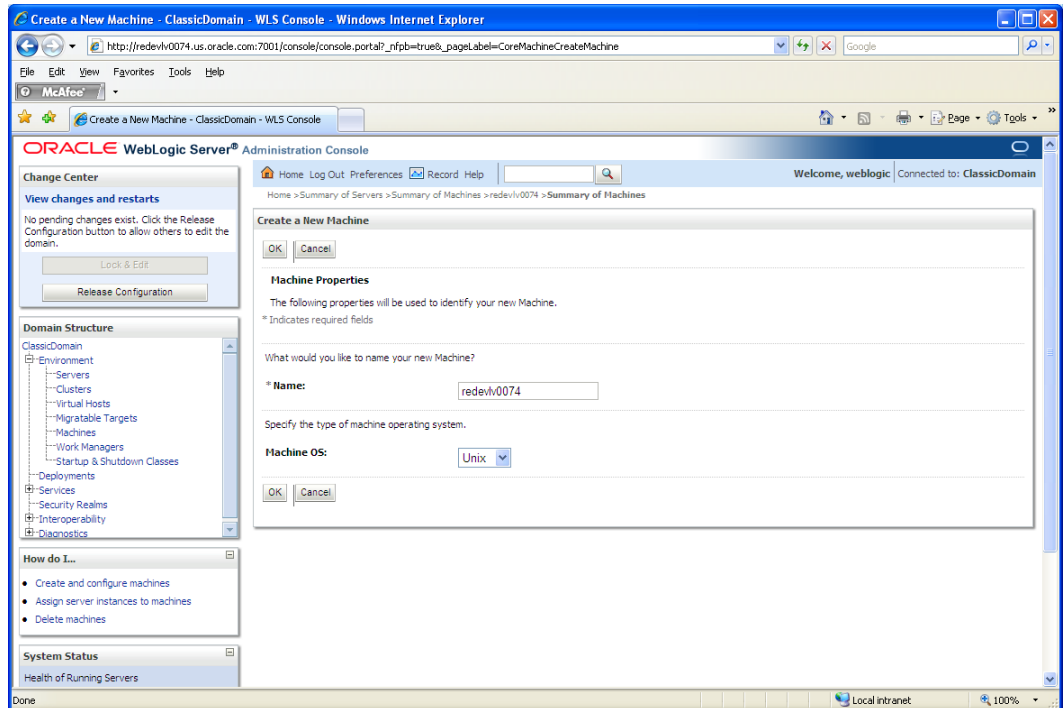 Create a New Machine - ClassicDomain - WLS Console - Windows Internet Explorer
http://redevlv0074.us.oracle.com:7001/console/console.portal?_nfpb=true&_pageLabel=CoreMachineCreateMachine
Google
File Edit View Favorites Tools Help
McAfee
Create a New Machine - ClassicDomain - WLS Console
Page Tools
ORACLE WebLogic Server® Administration Console
Change Center
View changes and restarts
No pending changes exist. Click the Release
Configuration button to allow others to edit the
domain.
Lock & Edit
Release Configuration
Domain Structure
ClassicDomain
Environment
Servers
Clusters
Virtual Hosts
Migratable Targets
Machines
Work Managers
Startup & Shutdown Classes
Deployments
Services
Security Realms
Interoperability
Diagnostics
How do I...
Create and configure machines
Assign server instances to machines
Delete machines
System Status
Health of Running Servers
Home Log Out Preferences Record Help
Welcome, weblogic Connected to: ClassicDomain
Home >Summary of Servers >Summary of Machines >redevlv0074 >Summary of Machines
Create a New Machine
OK Cancel
Machine Properties
The following properties will be used to identify your new Machine.
* Indicates required fields
What would you like to name your new Machine?
* Name: redevlv0074
Specify the type of machine operating system.
Machine OS: Unix
OK Cancel
Done
Local intranet
100%